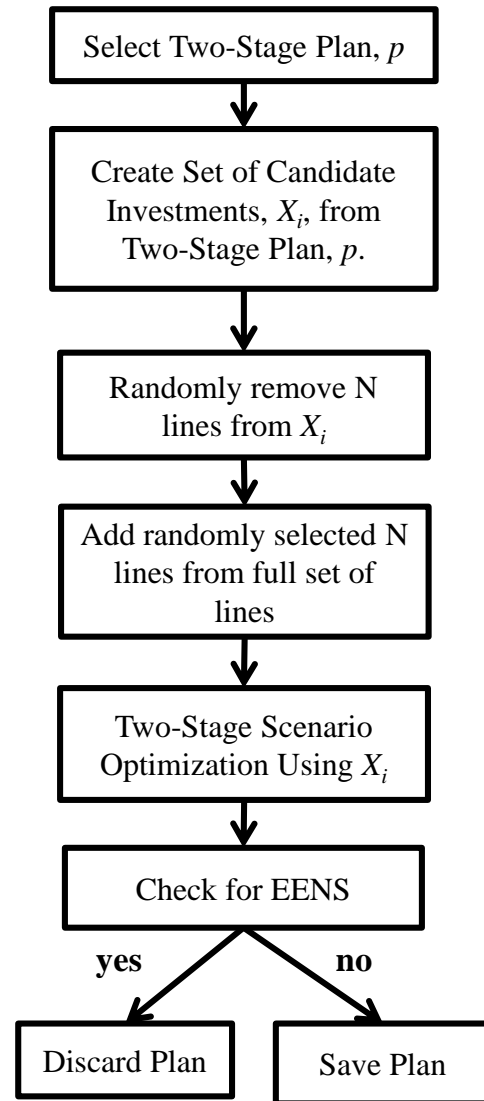 Select Two-Stage Plan, p
Create Set of Candidate
Investments, Xi, from
Two-Stage Plan, p.
Randomly remove N
lines from Xi
Add randomly selected N
lines from full set of
lines
Two-Stage Scenario
Optimization Using Xi
Check for EENS
yes
no
Discard Plan
Save Plan